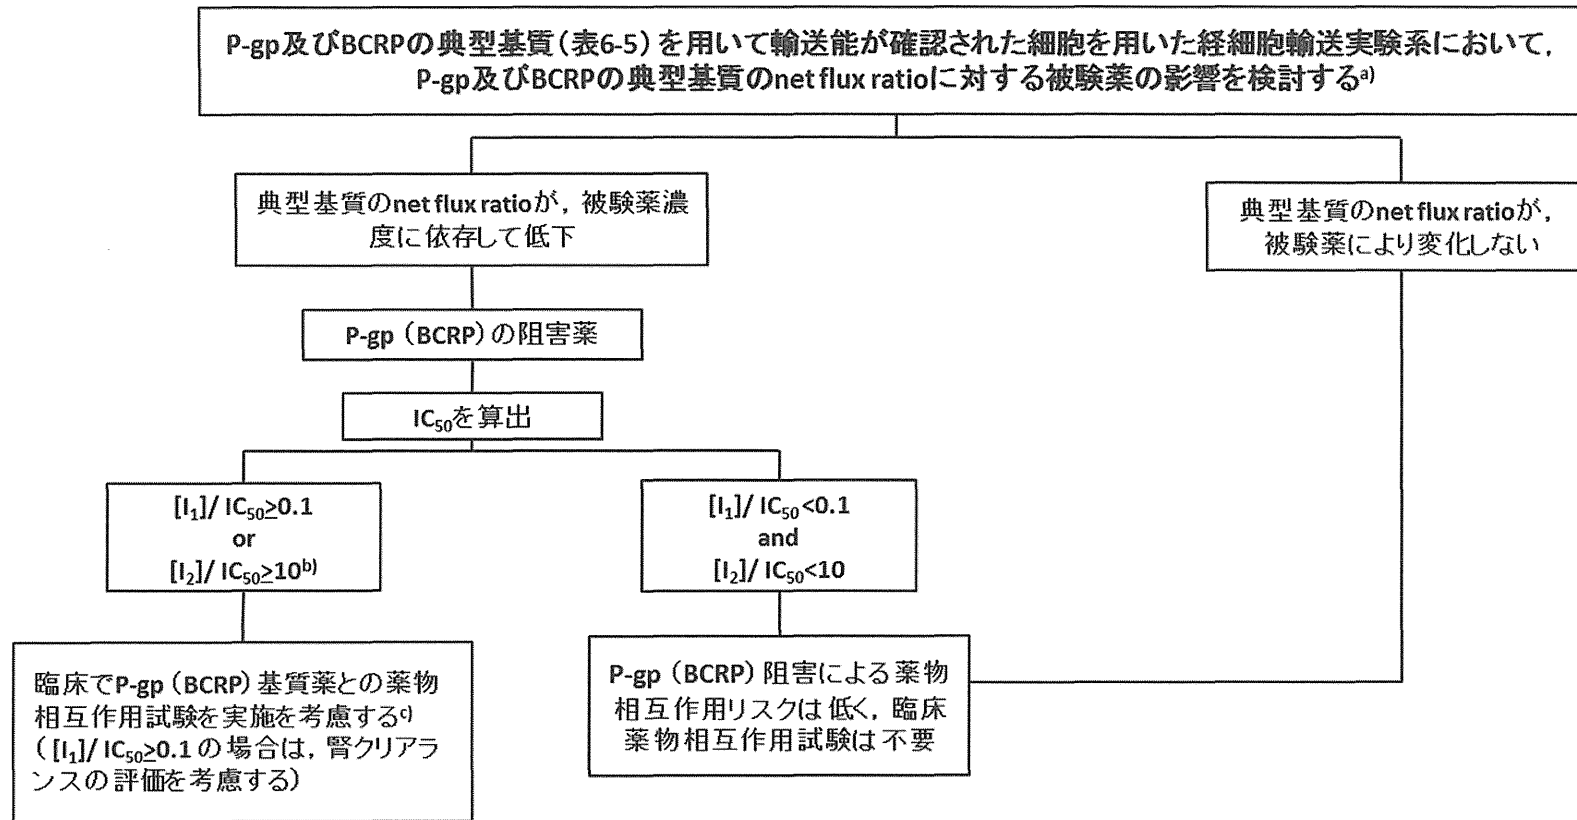 P-gp及びBCRPの典型基質(表6-5)を用いて輸送能が確認された細胞を用いた経細胞輸送実験系において,
P-gp及びBCRPの典型基質のnet flux ratioに対する被験薬の影響を検討するa)
典型基質のnet flux ratioが,被験薬濃
度に依存して低下
典型基質のnet flux ratioが,
被験薬により変化しない
P-gp(BCRP)の阻害薬
IC50を算出
[I1]/ IC50≥0.1
or
[I2]/ IC50≥10b)
[I1]/ IC50<0.1
and
[I2]/ IC50<10
臨床でP-gp(BCRP)基質薬との薬物
相互作用試験を実施を考慮するc)
([I1]/ IC50≥0.1の場合は,腎クリアラ
ンスの評価を考慮する)
P-gp(BCRP)阻害による薬物
相互作用リスクは低く,臨床
薬物相互作用試験は不要